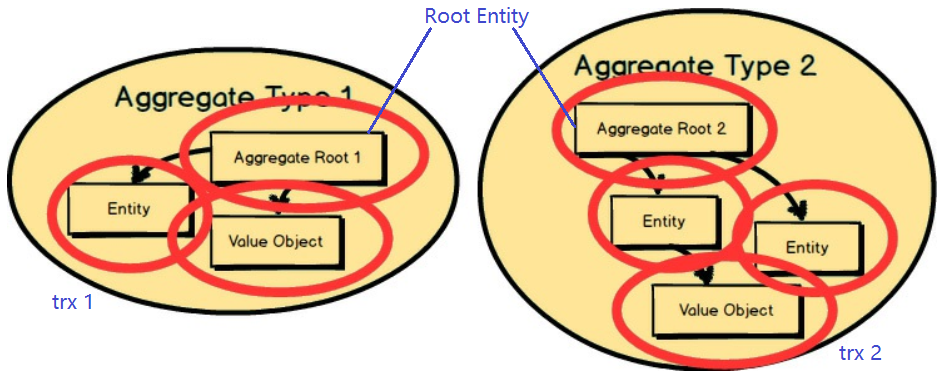 Root Entity
Aggregate Type 1
Aggregate Root 1
Entity
Value Object
trx 1
Aggregate Type 2
Aggregate Root 2
Entity
Entity
Value Object
trx 2